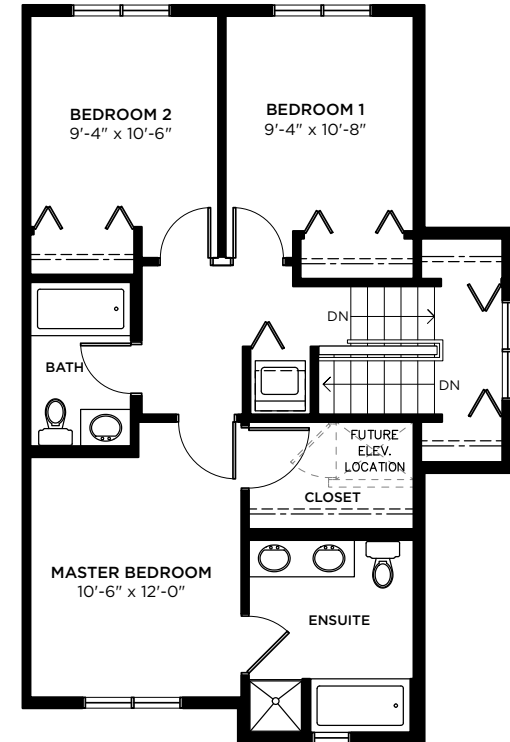 BEDROOM 2
9'-4" x 10'-6"
BEDROOM 1
9'-4" x 10'-8"
DN
BATH
DN
FUTURE
ELEV.
LOCATION
CLOSET
MASTER BEDROOM
10'-6" x 12'-0"
ENSUITE